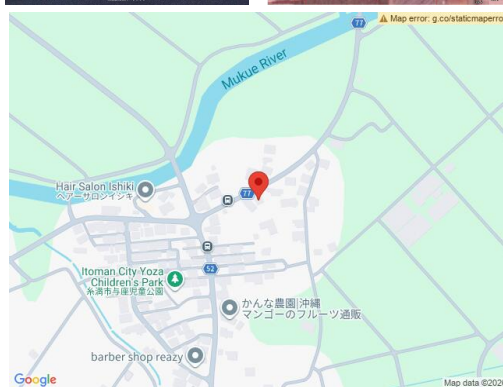 77
Map error: g.co/staticmaperro
Mukue River
Hair Salon Ishiki
ヘアーサロンイシキ
77
Itoman City Yoza
Children's Park
糸満市与座児童公園
52
かんな農園|沖縄
マンゴーのフルーツ通販
barber shop reazy
Google
Map data ©202